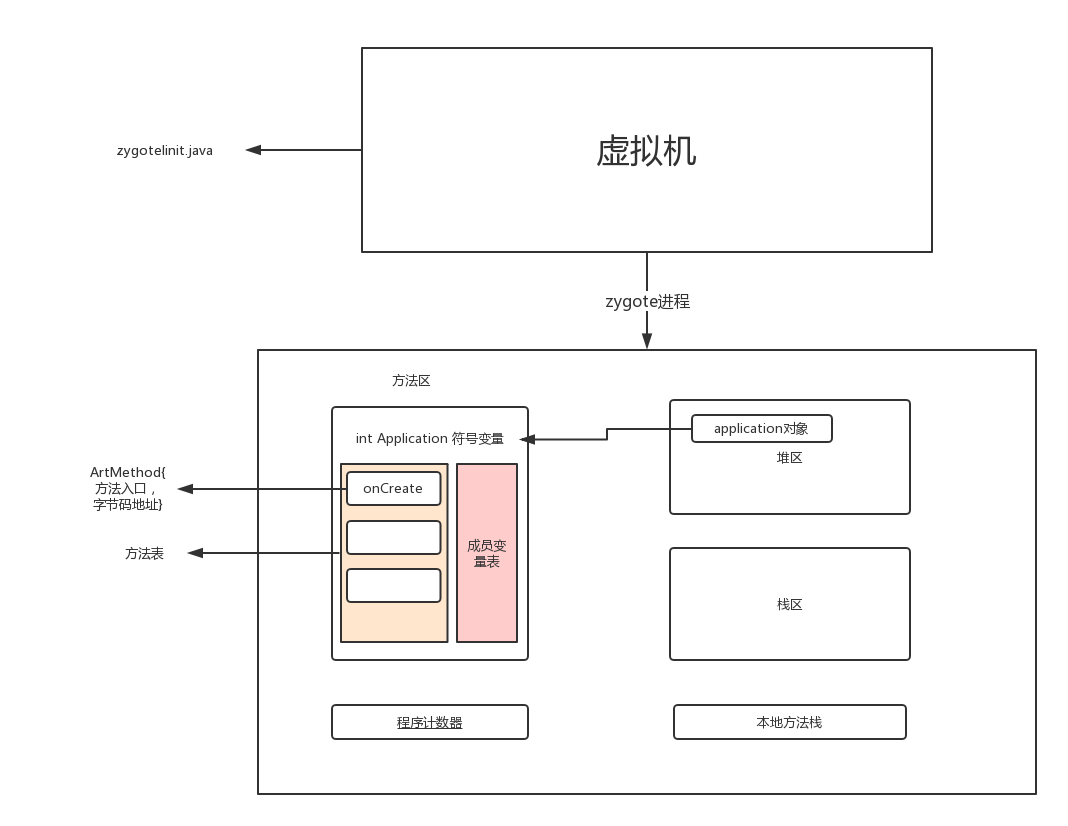 虚拟机
zygotelinit.java
zygote进程
方法区
int Application 符号变量
application对象
堆区
ArtMethod{
方法入口，
字节码地址}
onCreate
方法表
成员变
量表
栈区
程序计数器
本地方法栈